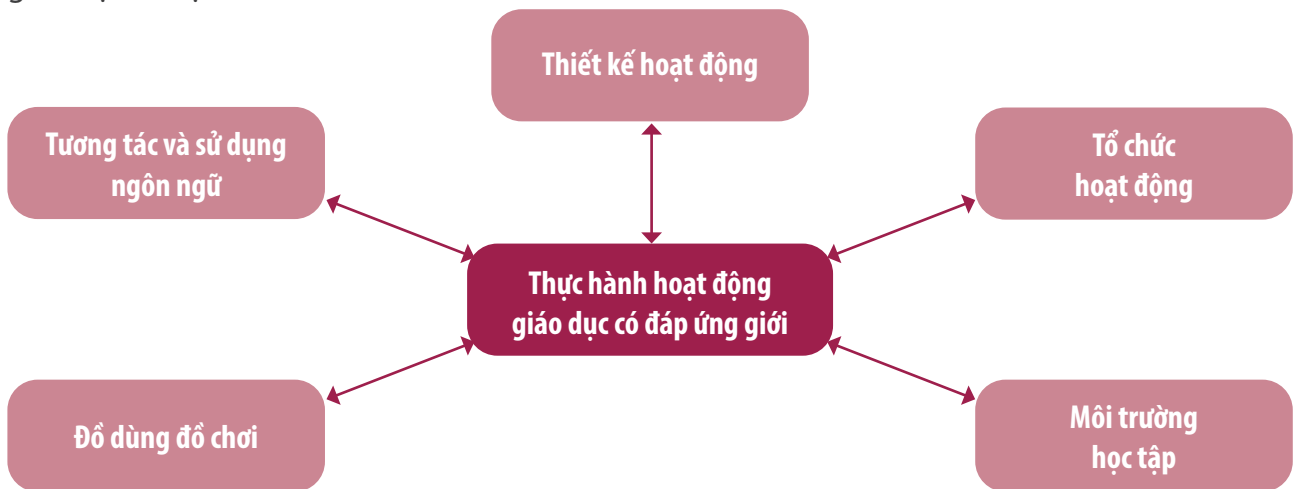 Thiết kế hoạt động
Tương tác và sử dụng
ngôn ngữ
Tổ chức
hoạt động
Thực hành hoạt động
giáo dục có đáp ứng giới
Đồ dùng đồ chơi
Môi trường
học tập